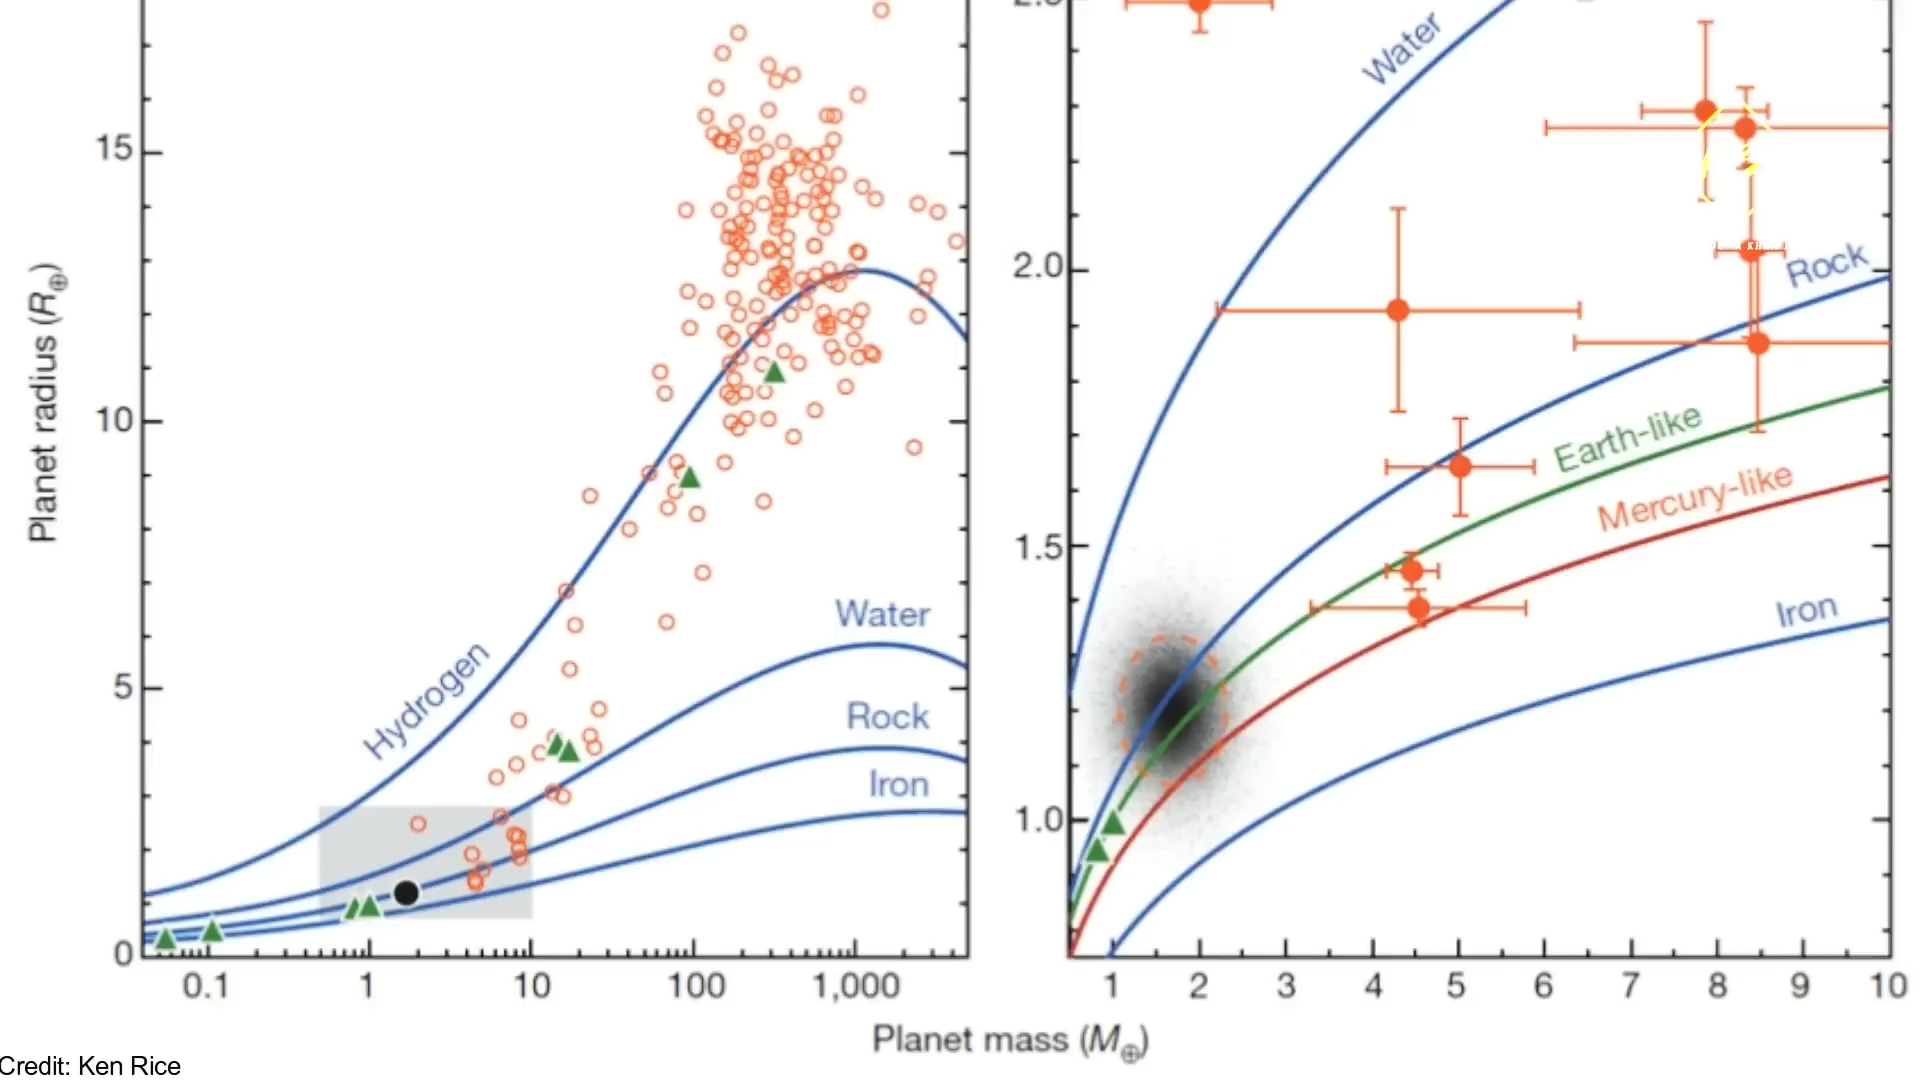 15
10
5
0
Planet radius (R⊕)
Hydrogen
Water
Rock
Iron
0.1
1
10
100
1,000
2.0
1.5
1.0
Water
Rock
Earth-like
Mercury-like
Iron
1
2
3
4
5
6
7
8
9
10
Planet mass (M⊕)
Credit: Ken Rice